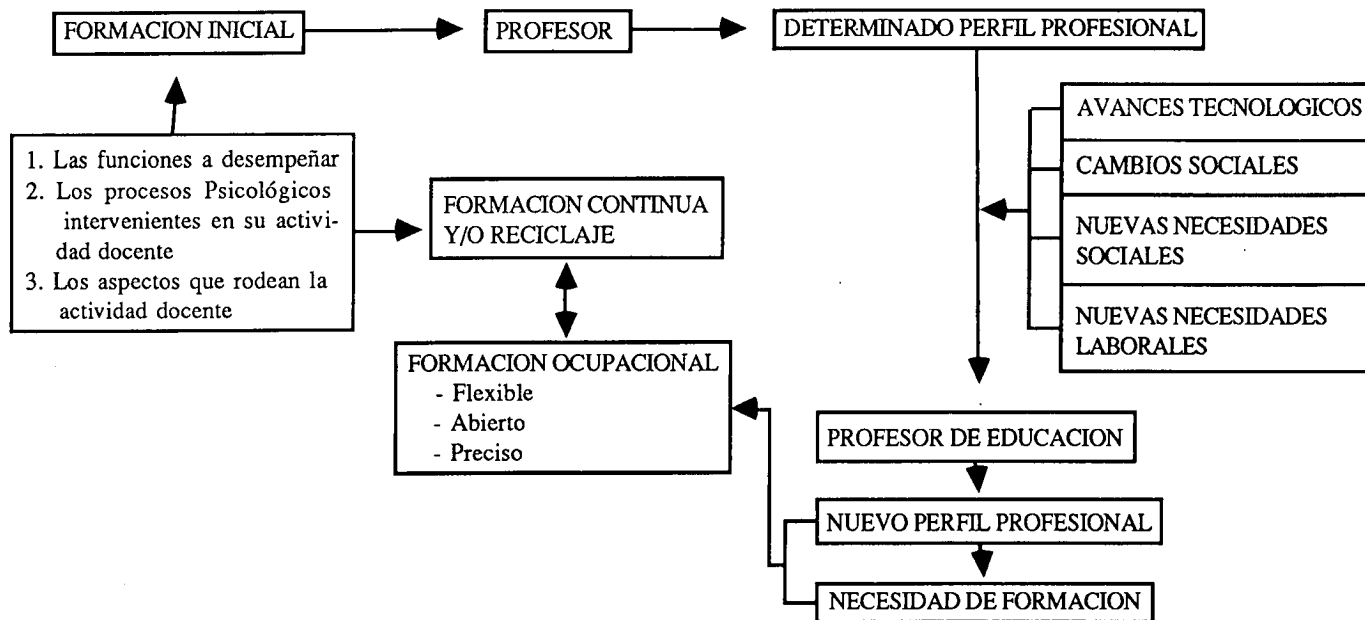 FORMACION INICIAL
PROFESOR
DETERMINADO PERFIL PROFESIONAL
AVANCES TECNOLOGICOS
CAMBIOS SOCIALES
NUEVAS NECESIDADES
SOCIALES
NUEVAS NECESIDADES
LABORALES
1. Las funciones a desempeñar
2. Los procesos Psicológicos
intervenientes en su activi-
dad docente
3. Los aspectos que rodean la
actividad docente
FORMACION CONTINUA
Y/O RECICLAJE
FORMACION OCUPACIONAL
- Flexible
- Abierto
- Preciso
PROFESOR DE EDUCACION
NUEVO PERFIL PROFESIONAL
NECESIDAD DE FORMACION